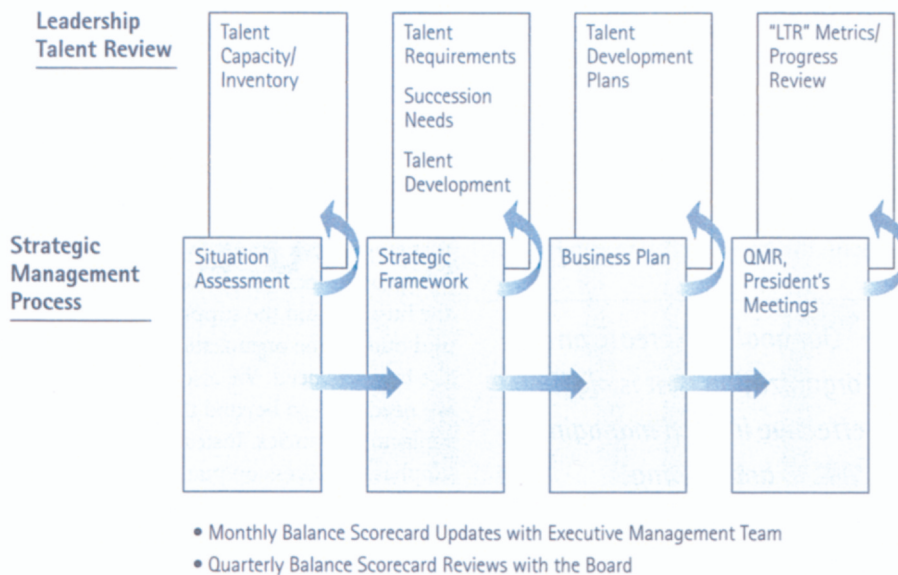 Leadership
Talent Review
Talent
Capacity/
Inventory
Talent
Requirements
Succession
Needs
Talent
Development
Talent
Development
Plans
"LTR" Metrics/
Progress
Review
Strategic
Management
Process
Situation
Assessment
Strategic
Framework
Business Plan
QMR,
President's
Meetings
• Monthly Balance Scorecard Updates with Executive Management Team
• Quarterly Balance Scorecard Reviews with the Board